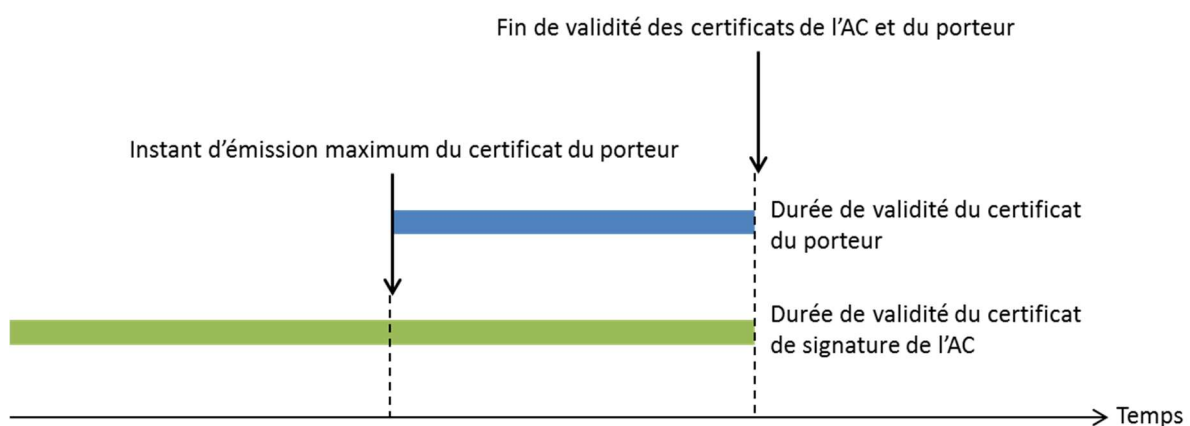 Fin de validité des certificats de l’AC et du porteur
Instant d’émission maximum du certificat du porteur
Durée de validité du certificat
du porteur
Durée de validité du certificat
de signature de l’AC
Temps